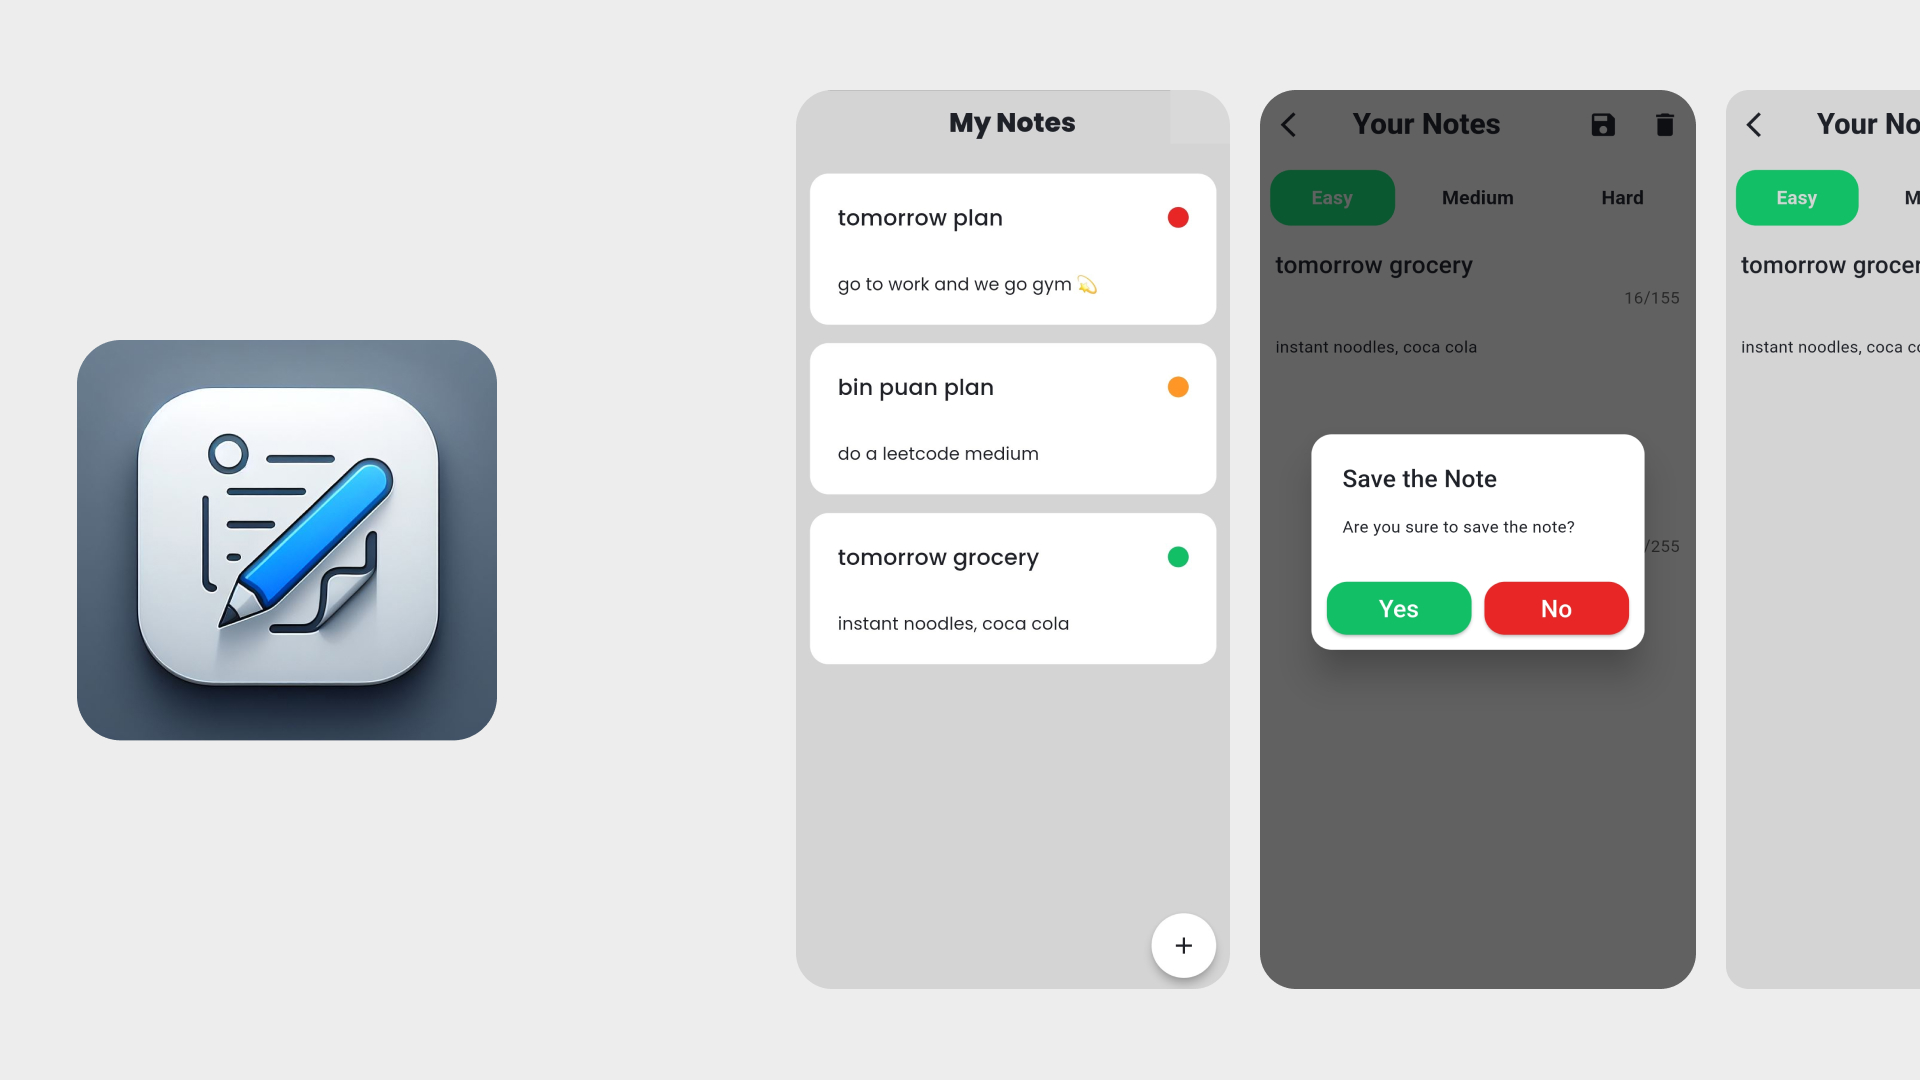 My Notes
tomorrow plan
go to work and we go gym 💫
bin puan plan
do a leetcode medium
tomorrow grocery
instant noodles, coca cola
+
Your Notes
Easy Medium Hard
tomorrow grocery
16/155
instant noodles, coca cola
Save the Note
Are you sure to save the note?
/255
Yes No
Your No
Easy M
tomorrow grocer
instant noodles, coca c